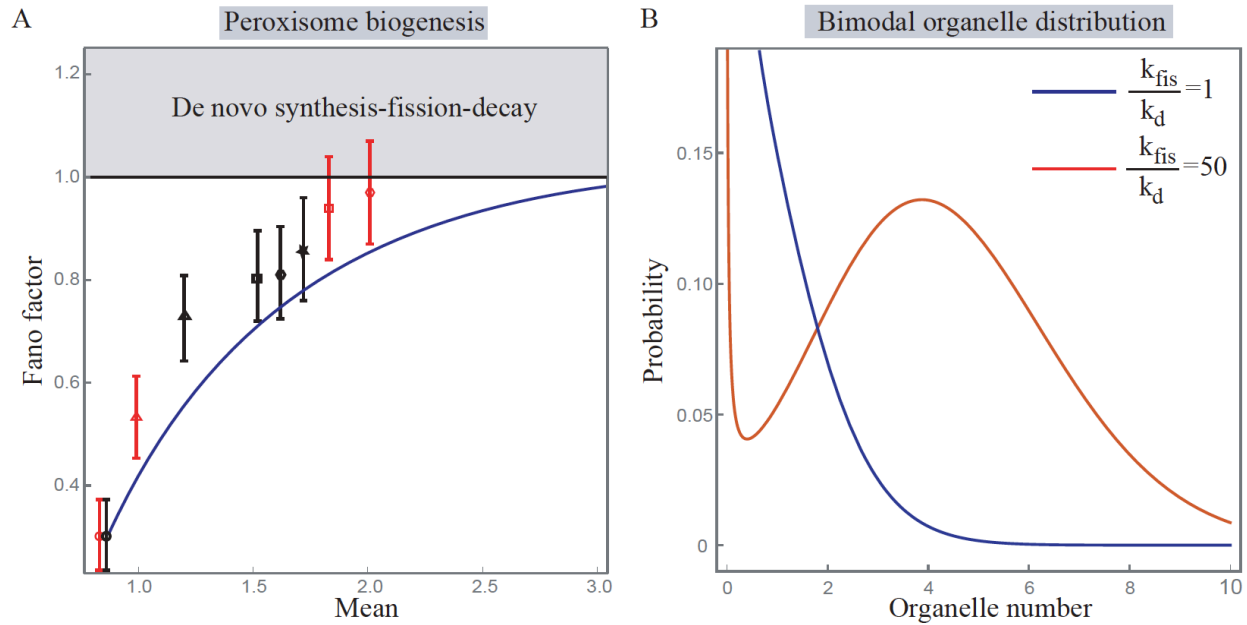 A
Peroxisome biogenesis
1.2
1.0
0.8
0.6
0.4
Fano factor
De novo synthesis-fission-decay
1.0
1.5
2.0
2.5
3.0
Mean
B
Bimodal organelle distribution
0.15
0.10
0.05
0
Probability
k_fis/k_d=1
k_fis/k_d=50
0
2
4
6
8
10
Organelle number